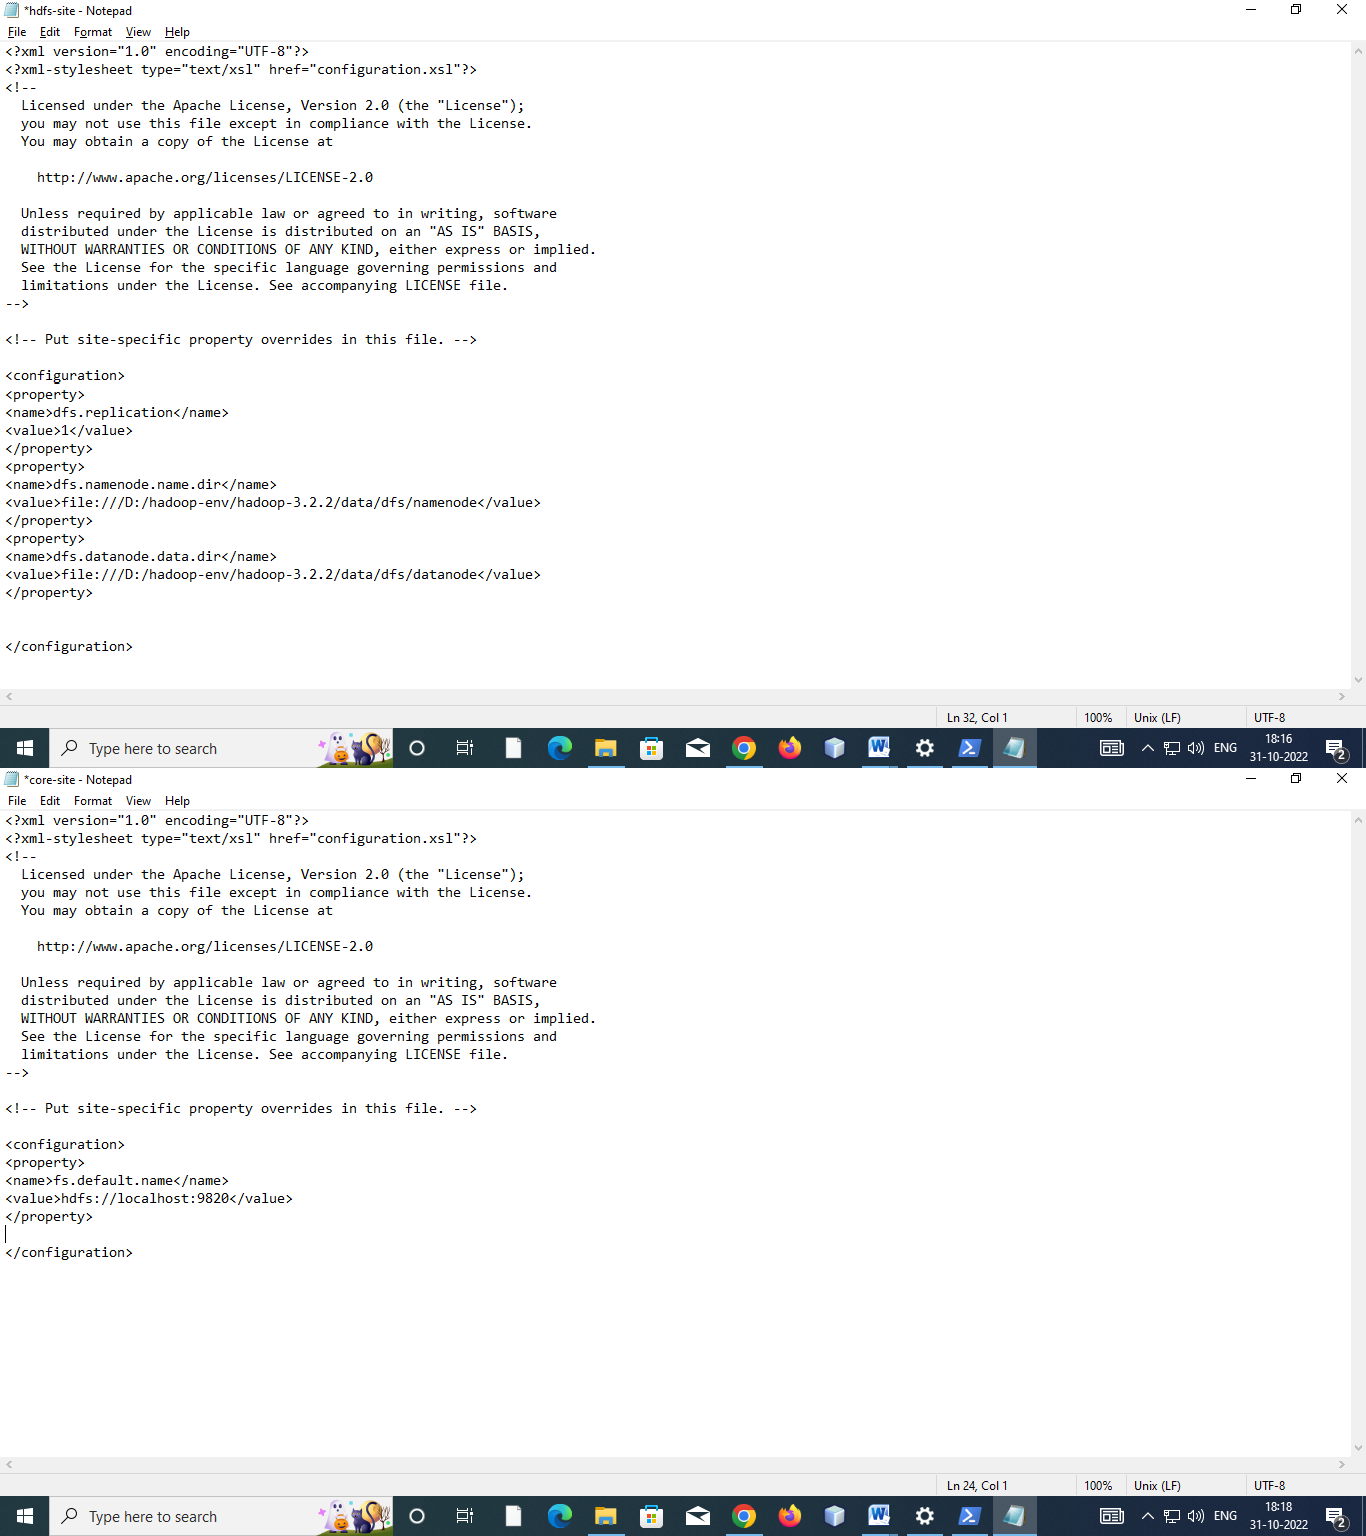 *hdfs-site - Notepad
File Edit Format View Help
<?xml version="1.0" encoding="UTF-8"?>
<?xml-stylesheet type="text/xsl" href="configuration.xsl"?>
<!--
Licensed under the Apache License, Version 2.0 (the "License");
you may not use this file except in compliance with the License.
You may obtain a copy of the License at
http://www.apache.org/licenses/LICENSE-2.0
Unless required by applicable law or agreed to in writing, software
distributed under the License is distributed on an "AS IS" BASIS,
WITHOUT WARRANTIES OR CONDITIONS OF ANY KIND, either express or implied.
See the License for the specific language governing permissions and
limitations under the License. See accompanying LICENSE file.
-->
<!-- Put site-specific property overrides in this file. -->
<configuration>
<property>
<name>dfs.replication</name>
<value>1</value>
</property>
<property>
<name>dfs.namenode.name.dir</name>
<value>file:///D:/hadoop-env/hadoop-3.2.2/data/dfs/namenode</value>
</property>
<property>
<name>dfs.datanode.data.dir</name>
<value>file:///D:/hadoop-env/hadoop-3.2.2/data/dfs/datanode</value>
</property>
</configuration>
Ln 32, Col 1 100% Unix (LF) UTF-8
Type here to search W ENG 18:16 2
31-10-2022
*core-site - Notepad
File Edit Format View Help
<?xml version="1.0" encoding="UTF-8"?>
<?xml-stylesheet type="text/xsl" href="configuration.xsl"?>
<!--
Licensed under the Apache License, Version 2.0 (the "License");
you may not use this file except in compliance with the License.
You may obtain a copy of the License at
http://www.apache.org/licenses/LICENSE-2.0
Unless required by applicable law or agreed to in writing, software
distributed under the License is distributed on an "AS IS" BASIS,
WITHOUT WARRANTIES OR CONDITIONS OF ANY KIND, either express or implied.
See the License for the specific language governing permissions and
limitations under the License. See accompanying LICENSE file.
-->
<!-- Put site-specific property overrides in this file. -->
<configuration>
<property>
<name>fs.default.name</name>
<value>hdfs://localhost:9820</value>
</property>
</configuration>
Ln 24, Col 1 100% Unix (LF) UTF-8
Type here to search W ENG 18:18 2
31-10-2022